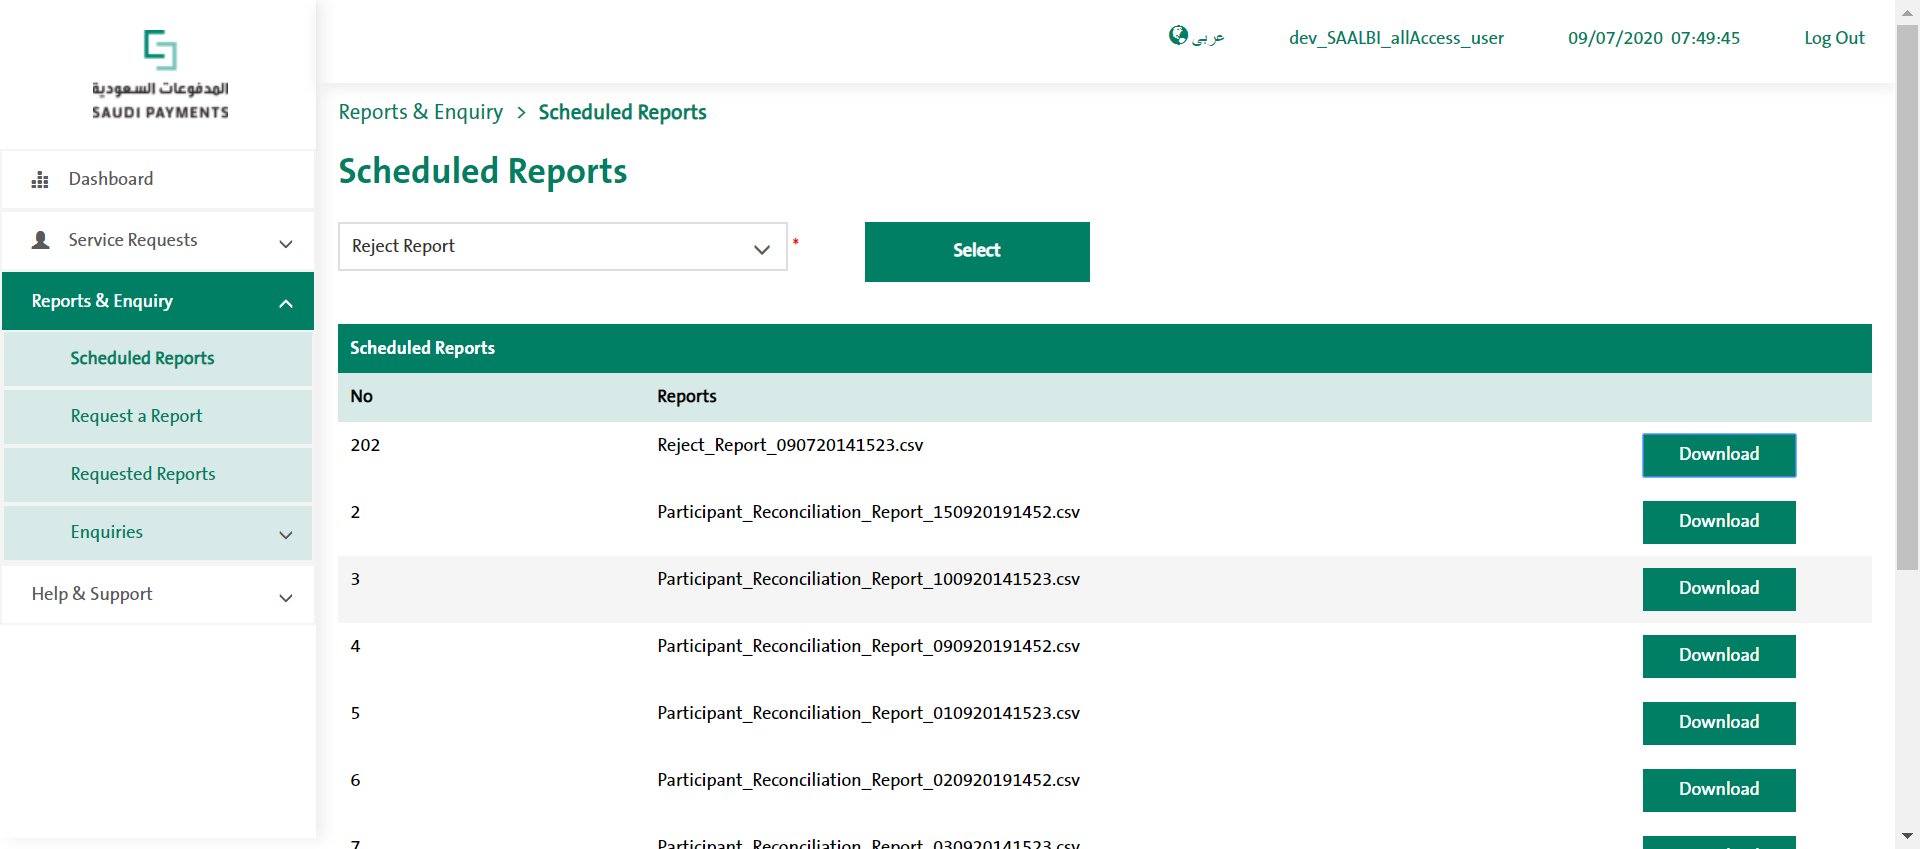 المدفوعات السعودية
SAUDI PAYMENTS
Dashboard
Service Requests
Reports & Enquiry
Scheduled Reports
Request a Report
Requested Reports
Enquiries
Help & Support
عربى
dev_SAALBI_allAccess_user
09/07/2020 07:49:45
Log Out
Reports & Enquiry > Scheduled Reports
Scheduled Reports
Reject Report
*
Select
Scheduled Reports
No Reports
202 Reject_Report_090720141523.csv Download
2 Participant_Reconciliation_Report_150920191452.csv Download
3 Participant_Reconciliation_Report_100920141523.csv Download
4 Participant_Reconciliation_Report_090920191452.csv Download
5 Participant_Reconciliation_Report_010920141523.csv Download
6 Participant_Reconciliation_Report_020920191452.csv Download
7 Participant_Reconciliation_Report_030920141523.csv